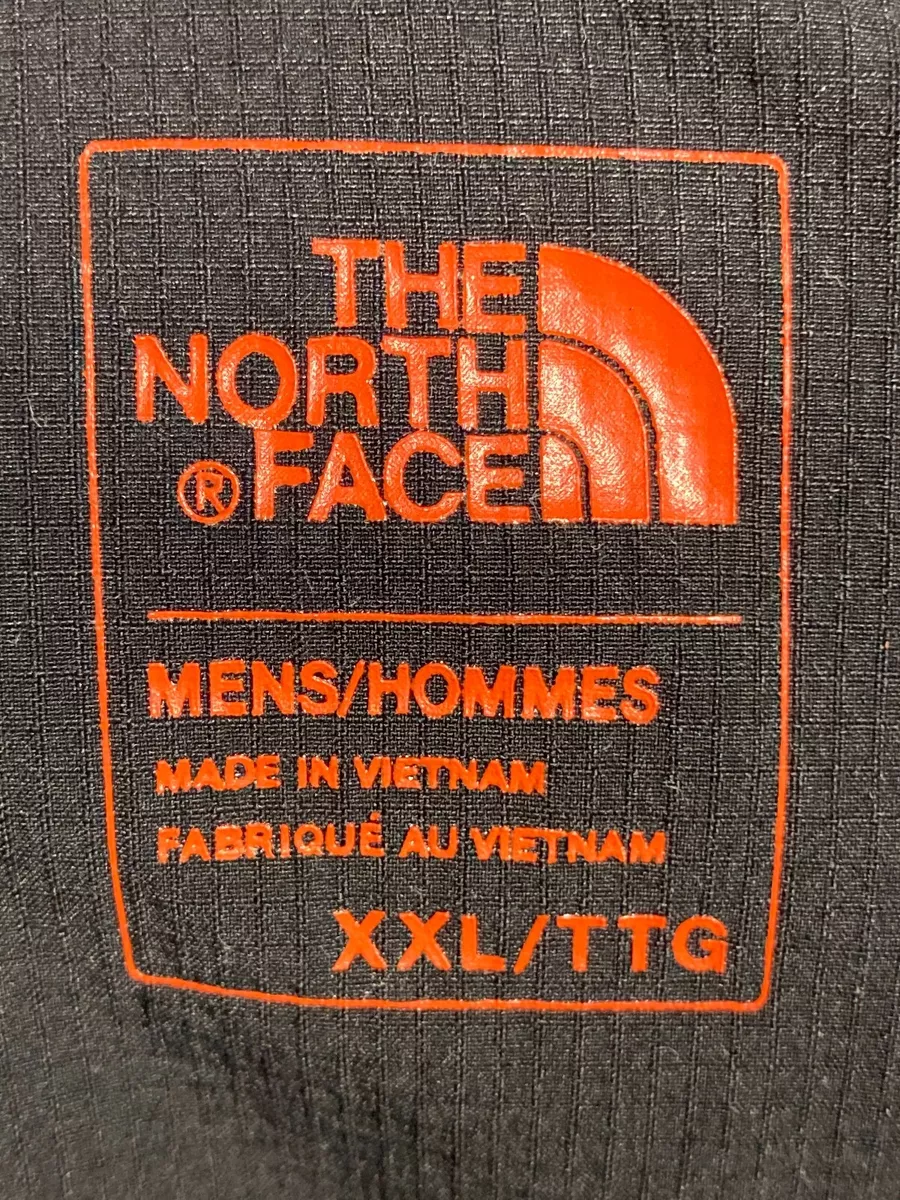 THE
NORTH
® FACE
MENS/HOMMES
MADE IN VIETNAM
FABRIQUÉ AU VIETNAM
XXL/TTG